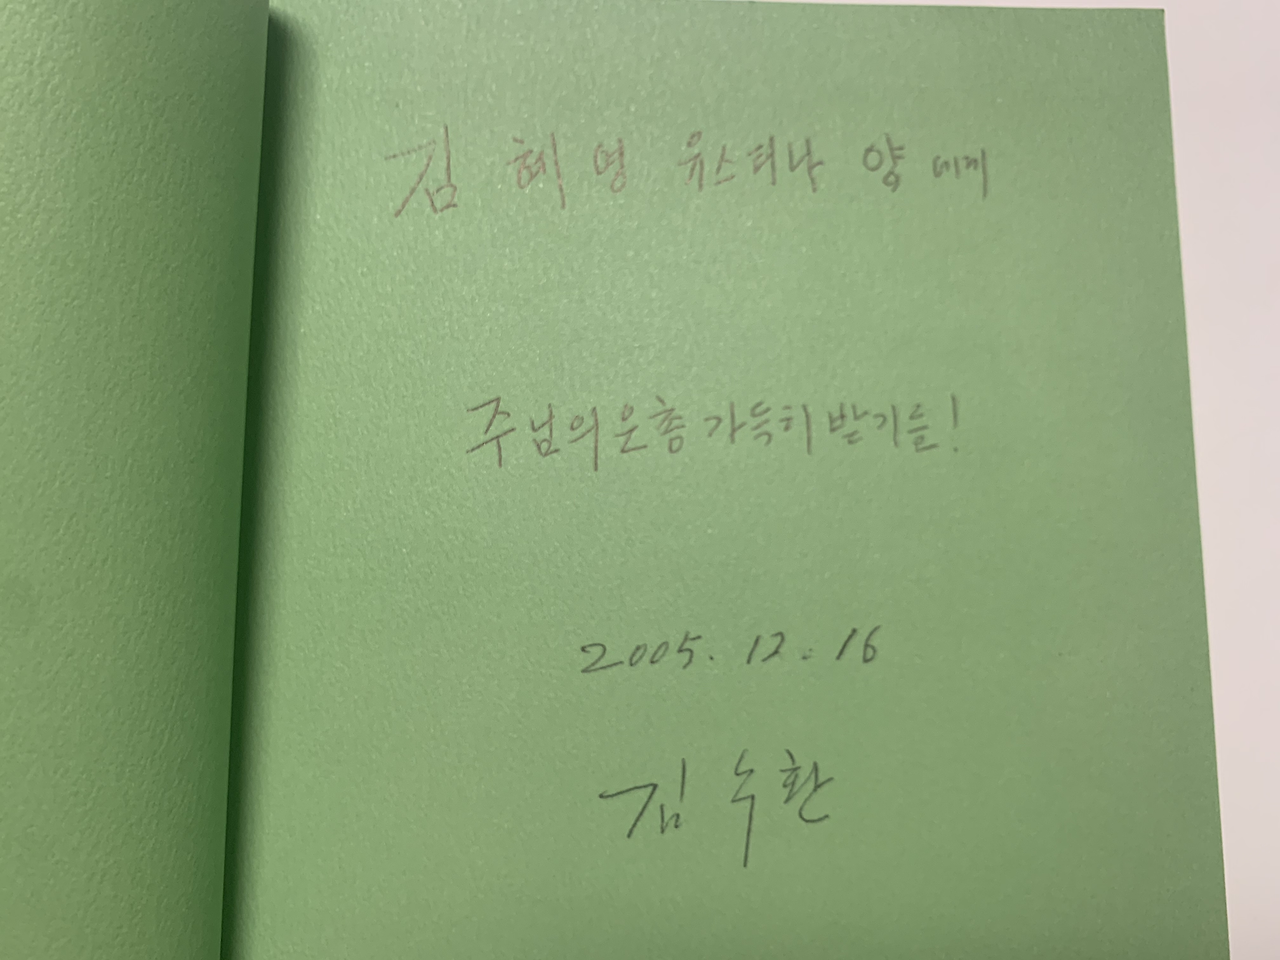 김 혜영 유스티나 양에게
주님의 은총 가득히 받기를!
2005. 12. 16
김 수환